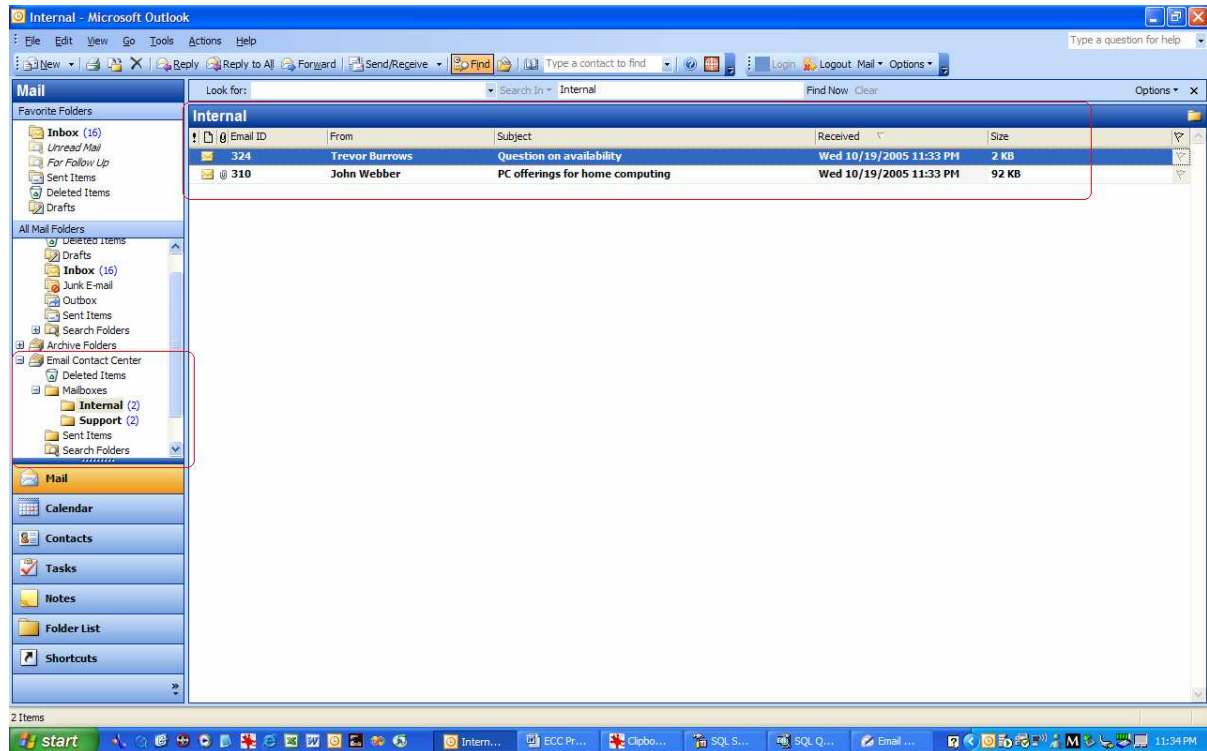 Internal - Microsoft Outlook
File Edit View Go Tools Actions Help
Type a question for help
New Reply Reply to All Forward Send/Receive Find Type a contact to find Login Logout Mail Options
Mail
Look for: Search In Internal Find Now Clear Options
Favorite Folders
Inbox (16)
Unread Mail
For Follow Up
Sent Items
Deleted Items
Drafts
All Mail Folders
Deleted Items
Drafts
Inbox (16)
Junk E-mail
Outbox
Sent Items
Search Folders
Archive Folders
Email Contact Center
Deleted Items
Mailboxes
Internal (2)
Support (2)
Sent Items
Search Folders
Mail
Calendar
Contacts
Tasks
Notes
Folder List
Shortcuts
Internal
Email ID From Subject Received Size
324 Trevor Burrows Question on availability Wed 10/19/2005 11:33 PM 2 KB
310 John Webber PC offerings for home computing Wed 10/19/2005 11:33 PM 92 KB
2 Items
start Intern... ECC Pr... Clipbo... SQL S... SQL Q... Email ... 11:34 PM